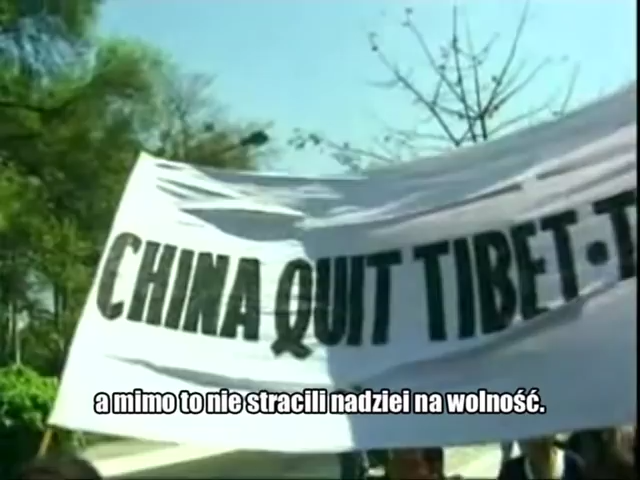 CHINA QUIT TIBET • T
a mimo to nie stracili nadziei na wolność.